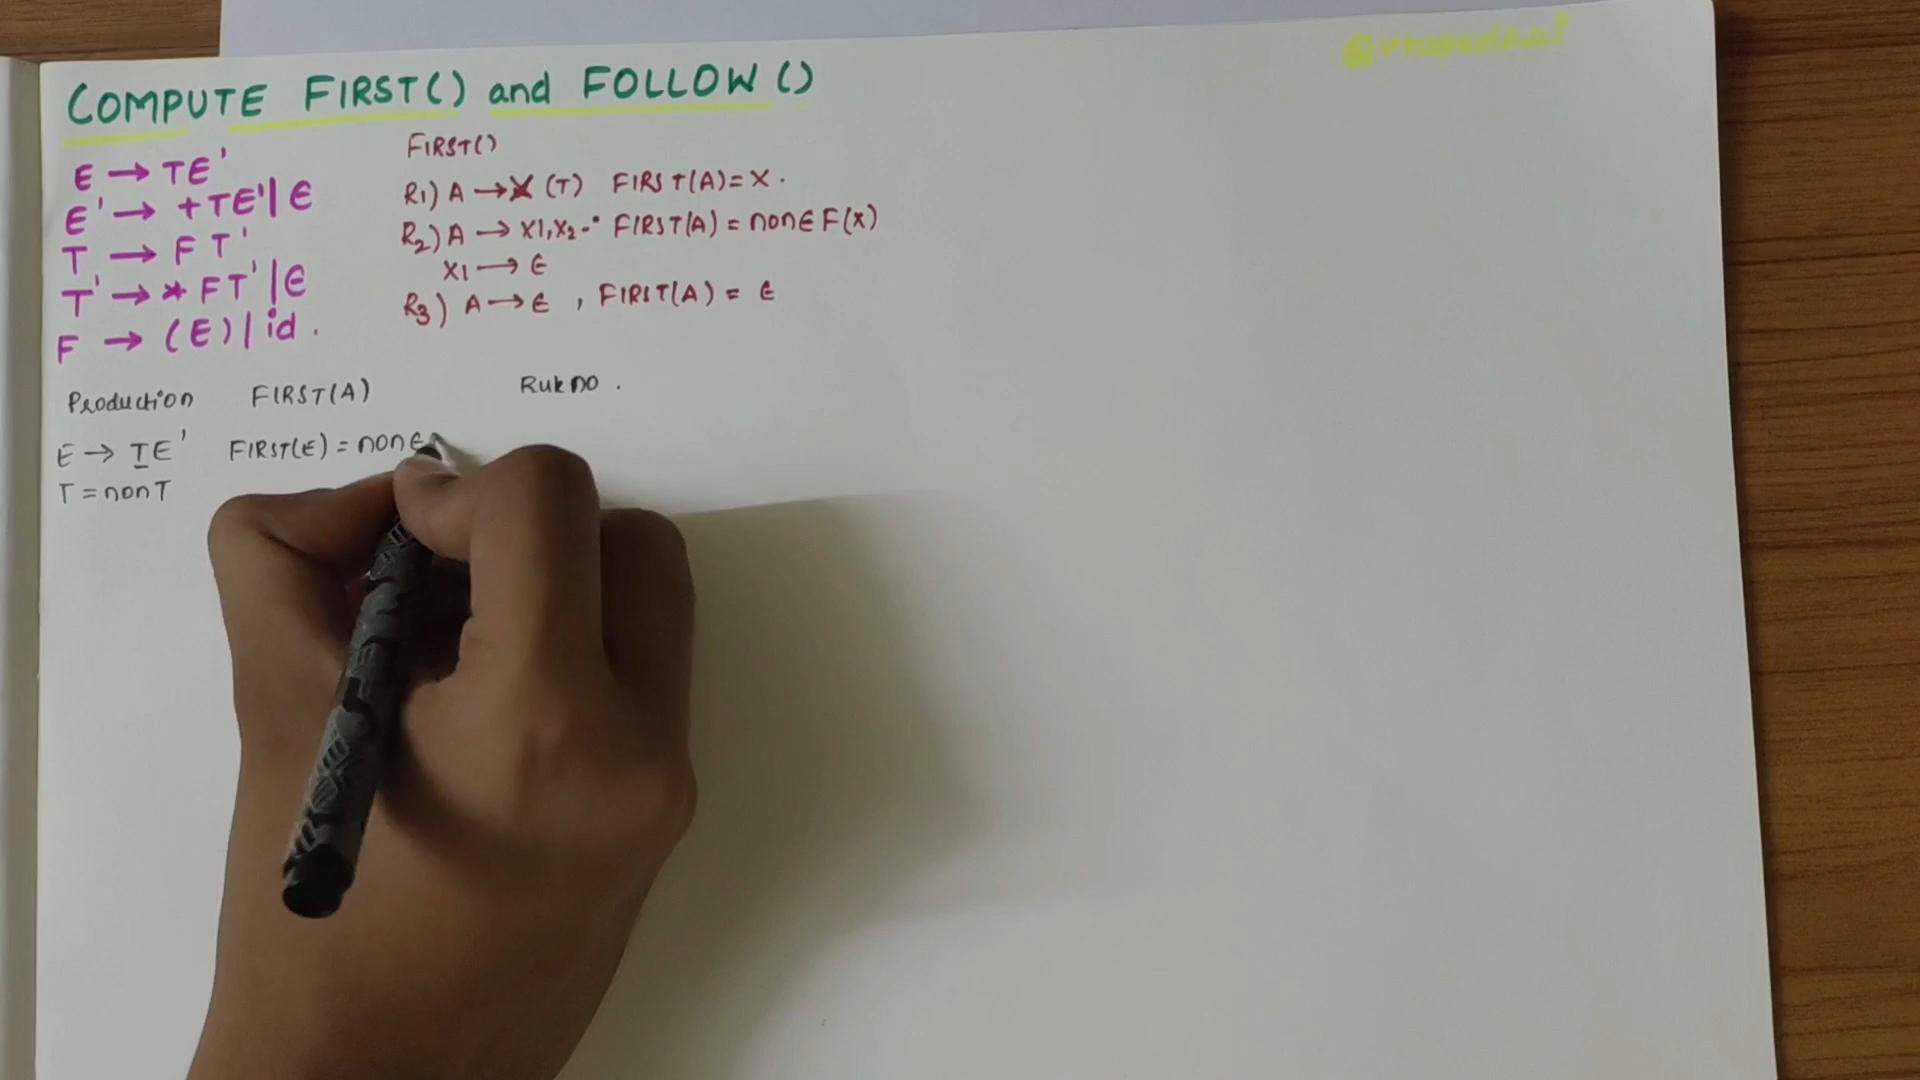 COMPUTE FIRST() and FOLLOW()
E → TE'
E' → +TE'|ϵ
T → FT'
T' → *FT'|ϵ
F → (E)|id.
FIRST()
R1) A → X (T) FIRST(A)=X.
R2) A → X1,X2-. FIRST(A) = nonϵ F(x)
X1 → ϵ
R3) A → ϵ , FIRST(A) = ϵ
Production FIRST(A) Rule no.
E → TE' FIRST(E) = nonϵ
T = nonT